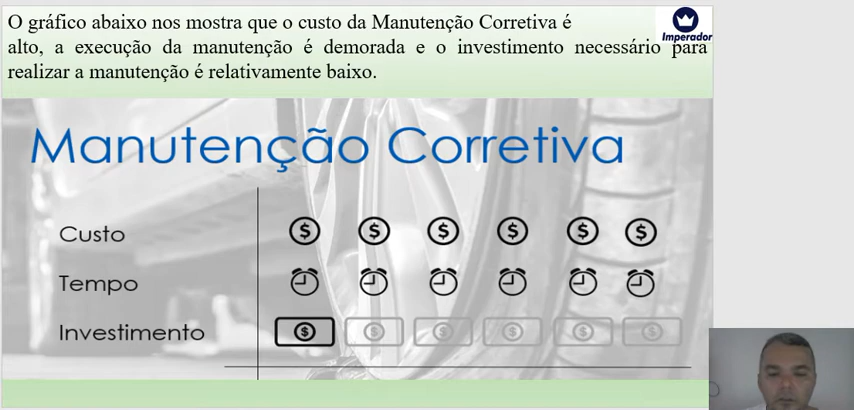 O gráfico abaixo nos mostra que o custo da Manutenção Corretiva é
alto, a execução da manutenção é demorada e o investimento necessário para
realizar a manutenção é relativamente baixo.
Imperador
Manutenção Corretiva
Custo $ $ $ $ $ $
Tempo
Investimento $ $ $ $ $ $